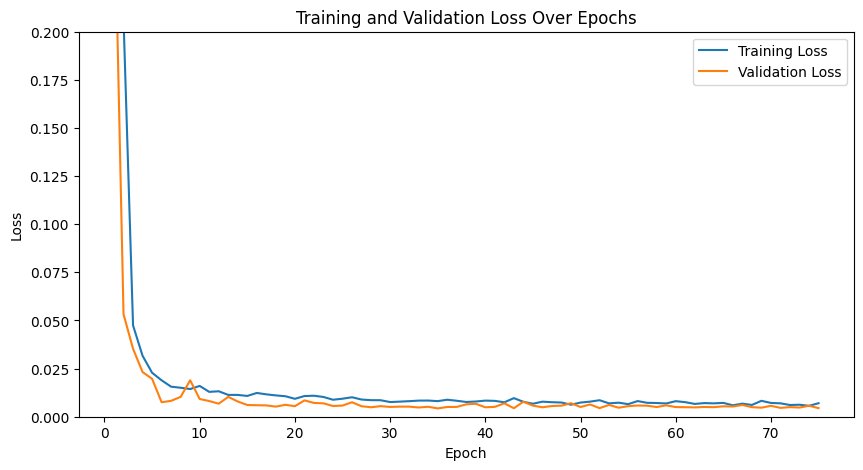 Training and Validation Loss Over Epochs
Training Loss
Validation Loss
Loss
0.200
0.175
0.150
0.125
0.100
0.075
0.050
0.025
0.000
0 10 20 30 40 50 60 70
Epoch